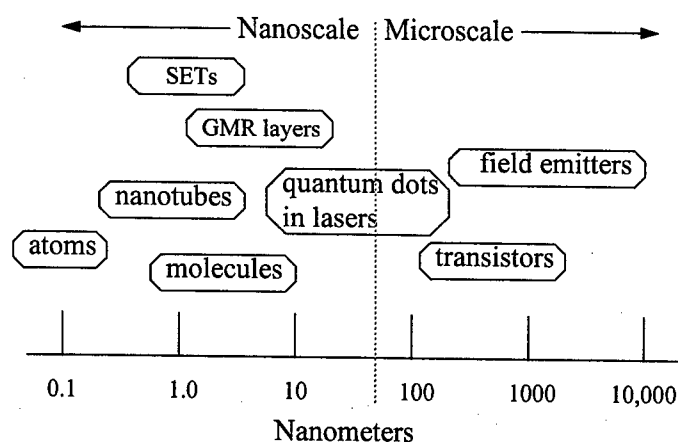 Nanoscale Microscale
SETs
GMR layers
field emitters
quantum dots
in lasers
nanotubes
atoms
molecules
transistors
0.1 1.0 10 100 1000 10,000
Nanometers